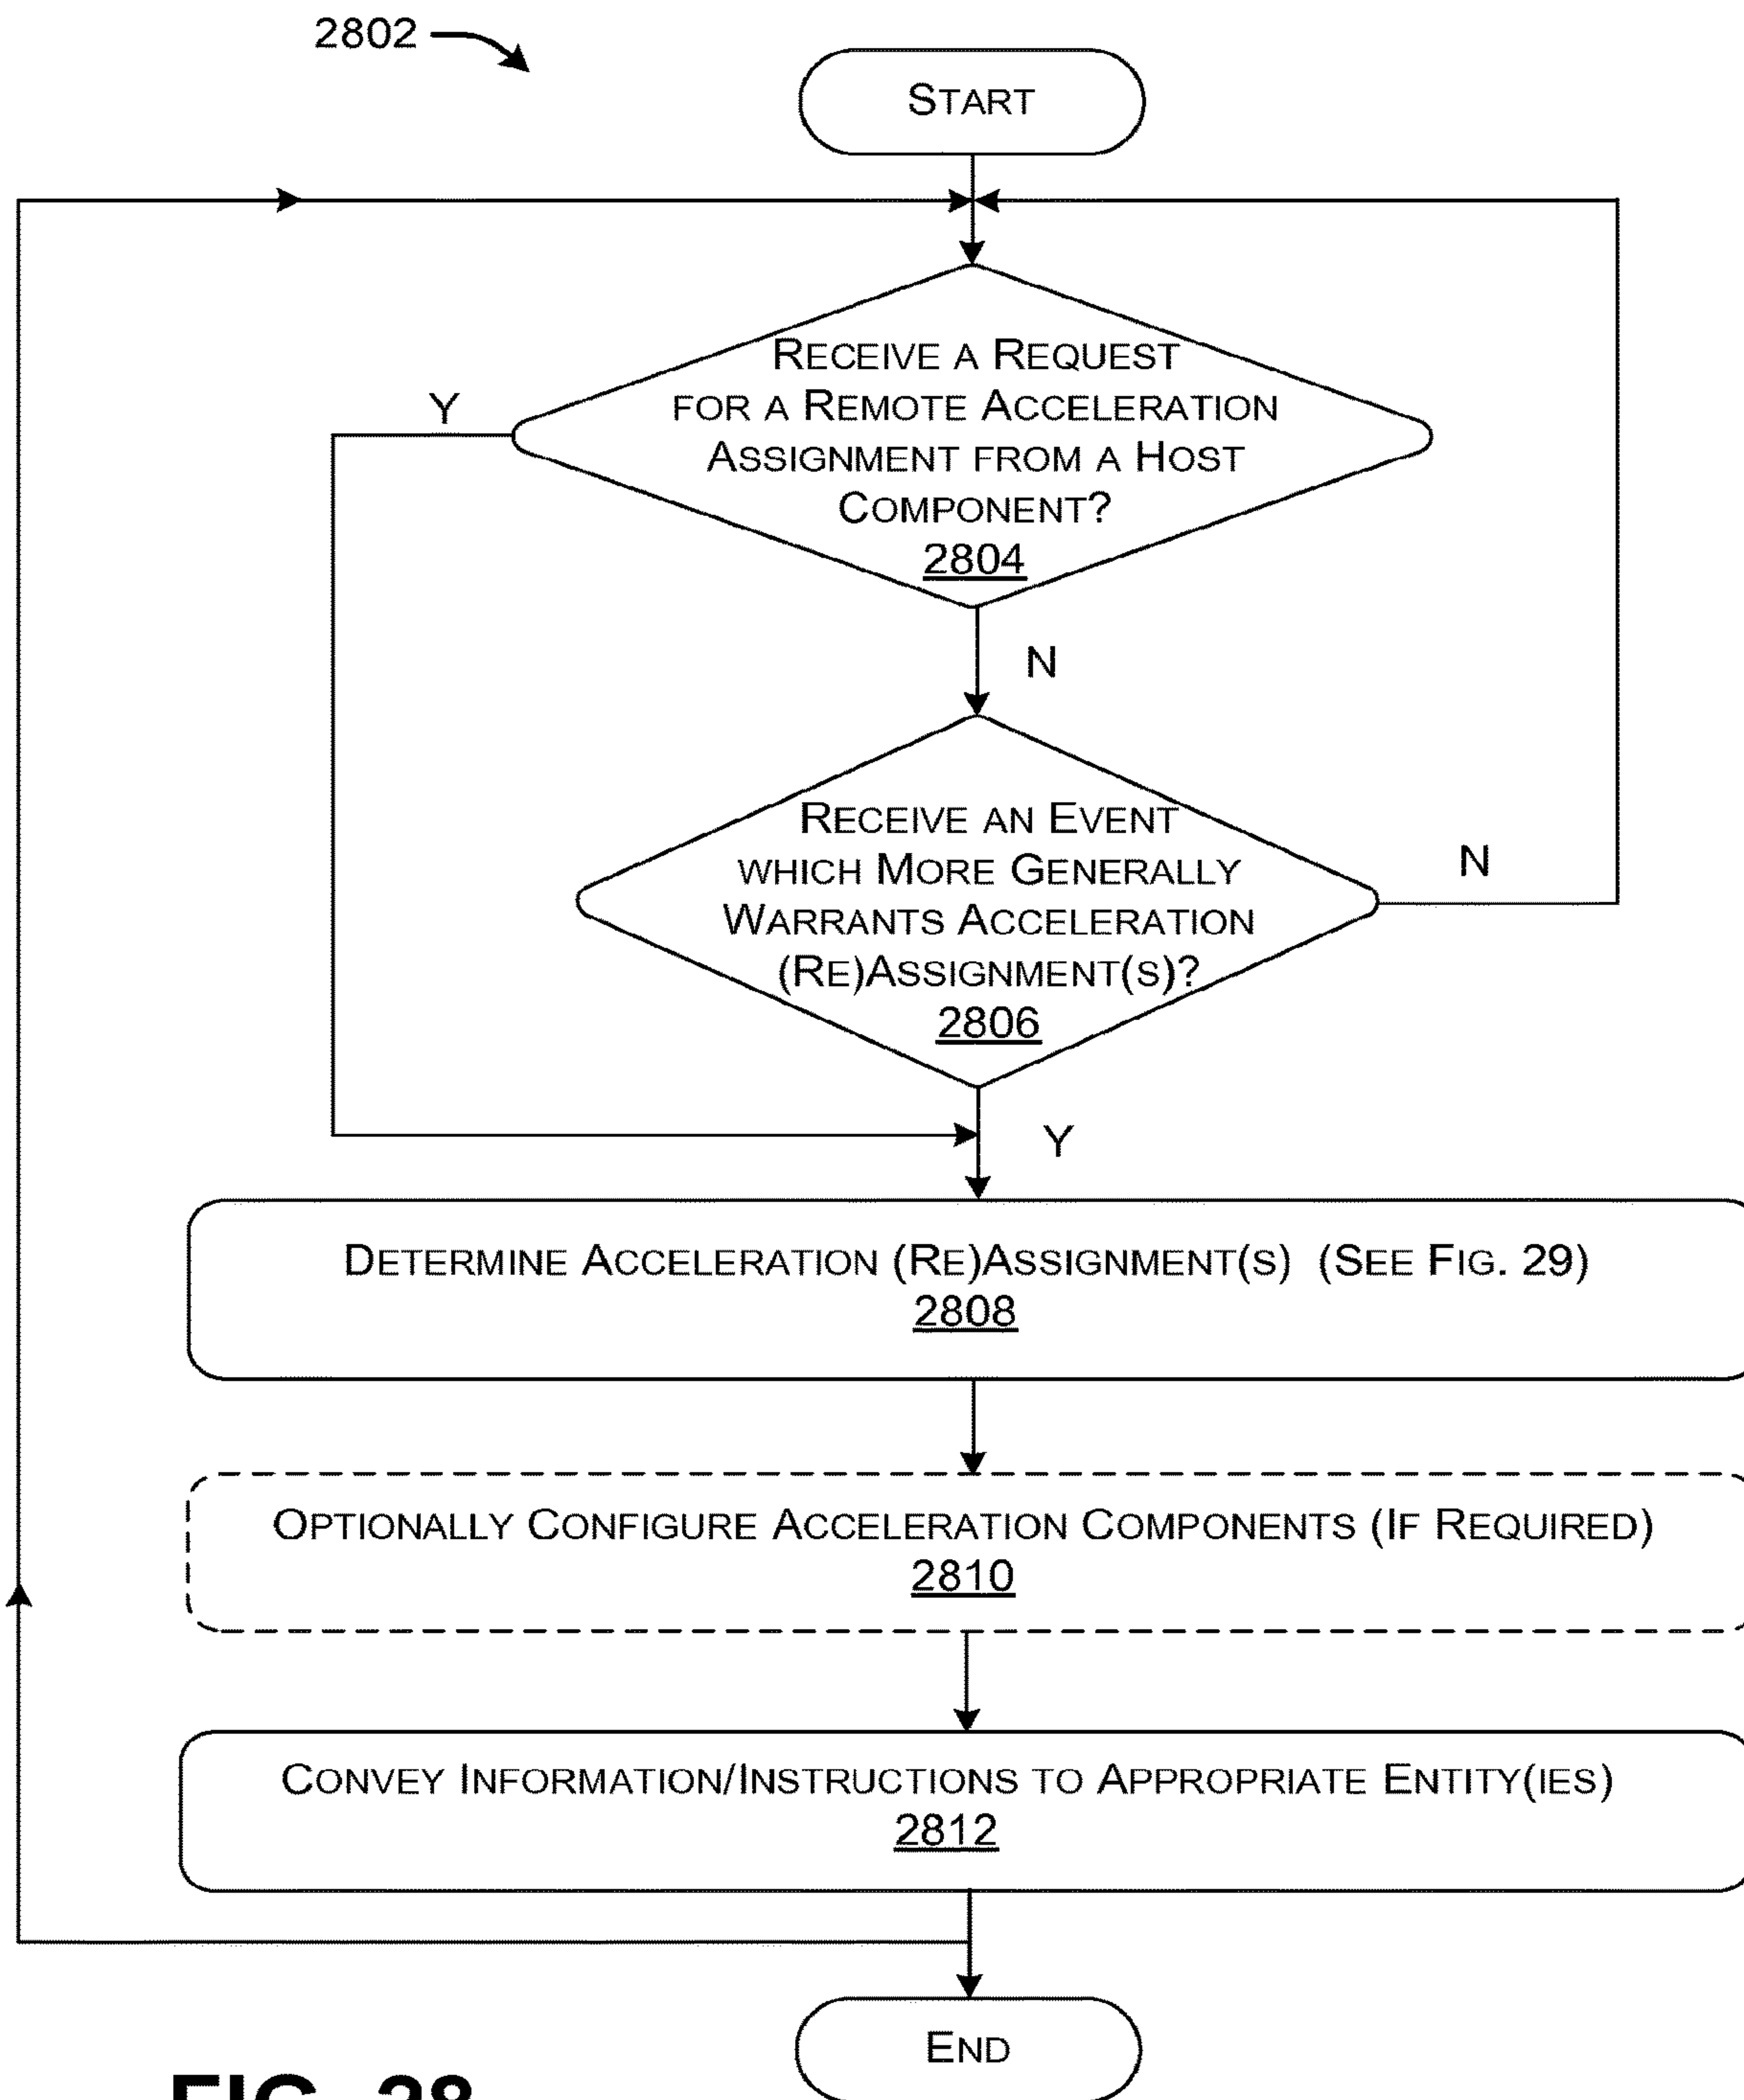 2802
START
RECEIVE A REQUEST
FOR A REMOTE ACCELERATION
ASSIGNMENT FROM A HOST
COMPONENT?
2804
Y
N
RECEIVE AN EVENT
WHICH MORE GENERALLY
WARRANTS ACCELERATION
(RE)ASSIGNMENT(S)?
2806
N
Y
DETERMINE ACCELERATION (RE)ASSIGNMENT(S) (SEE FIG. 29)
2808
OPTIONALLY CONFIGURE ACCELERATION COMPONENTS (IF REQUIRED)
2810
CONVEY INFORMATION/INSTRUCTIONS TO APPROPRIATE ENTITY(IES)
2812
END
FIG. 28